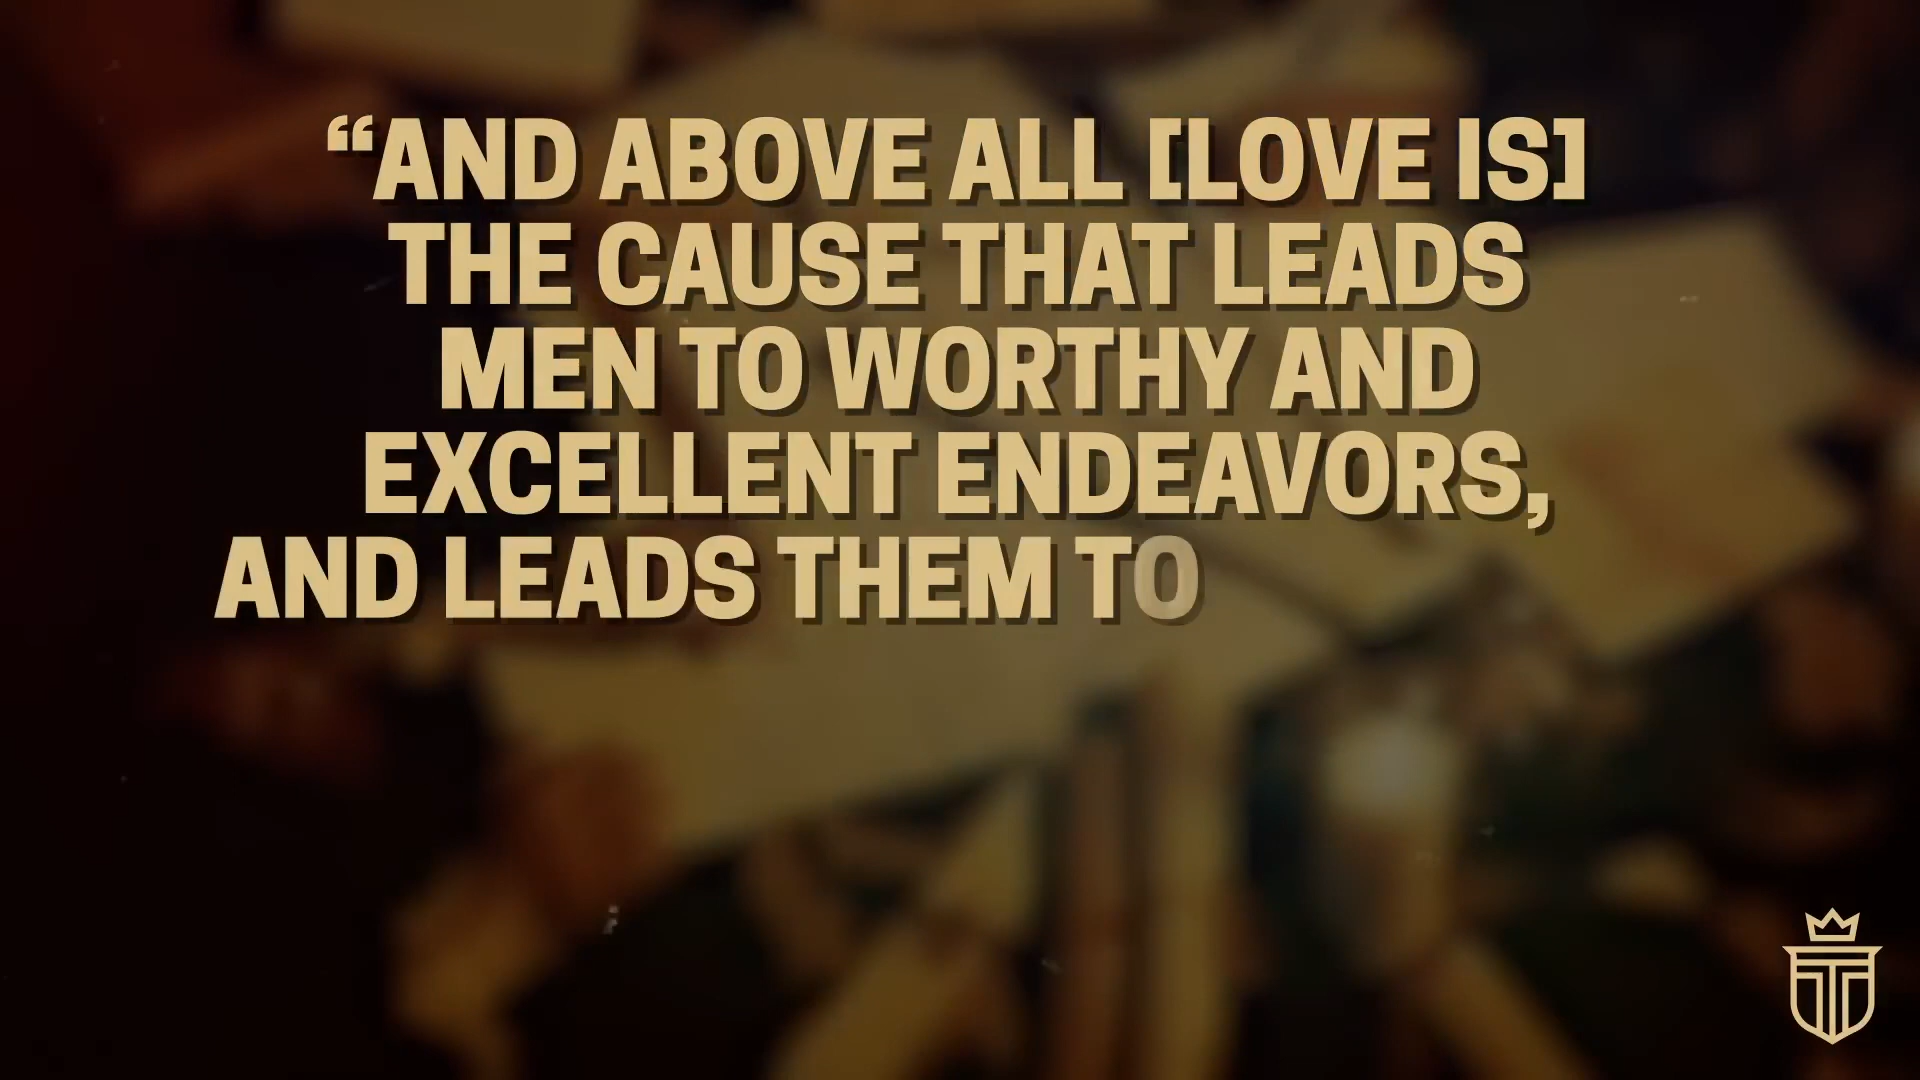 “AND ABOVE ALL [LOVE IS]
THE CAUSE THAT LEADS
MEN TO WORTHY AND
EXCELLENT ENDEAVORS,
AND LEADS THEM TO